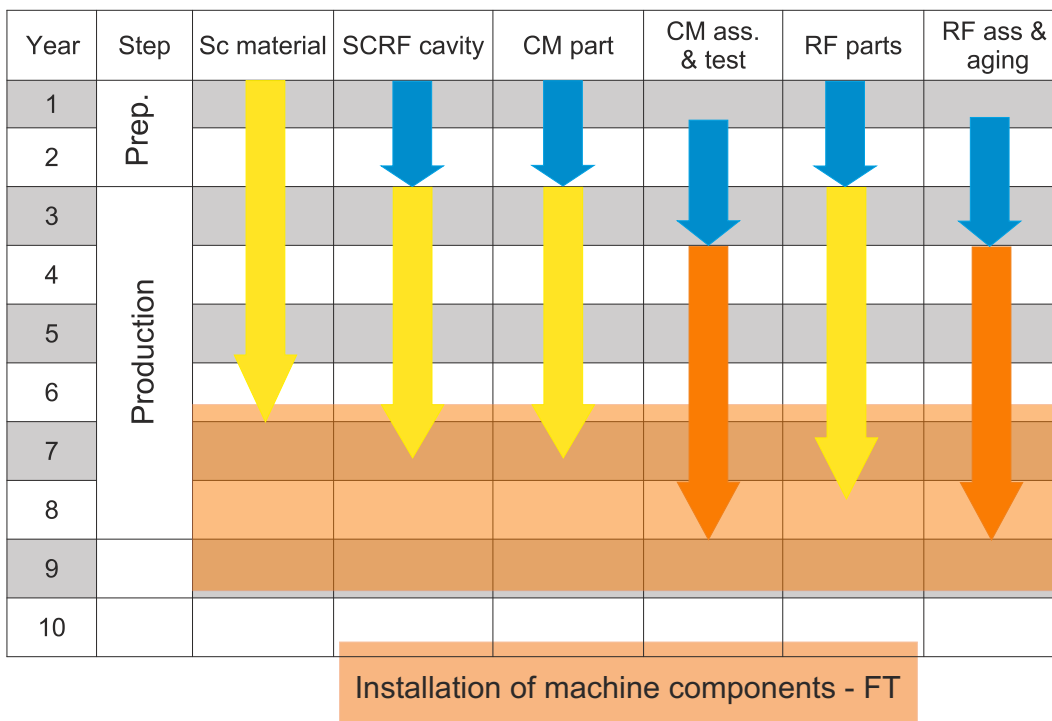 Year Step Sc material SCRF cavity CM part CM ass. & test RF parts RF ass & aging
1
Prep.
2
3
Production
4
5
6
7
8
9
10
Installation of machine components - FT